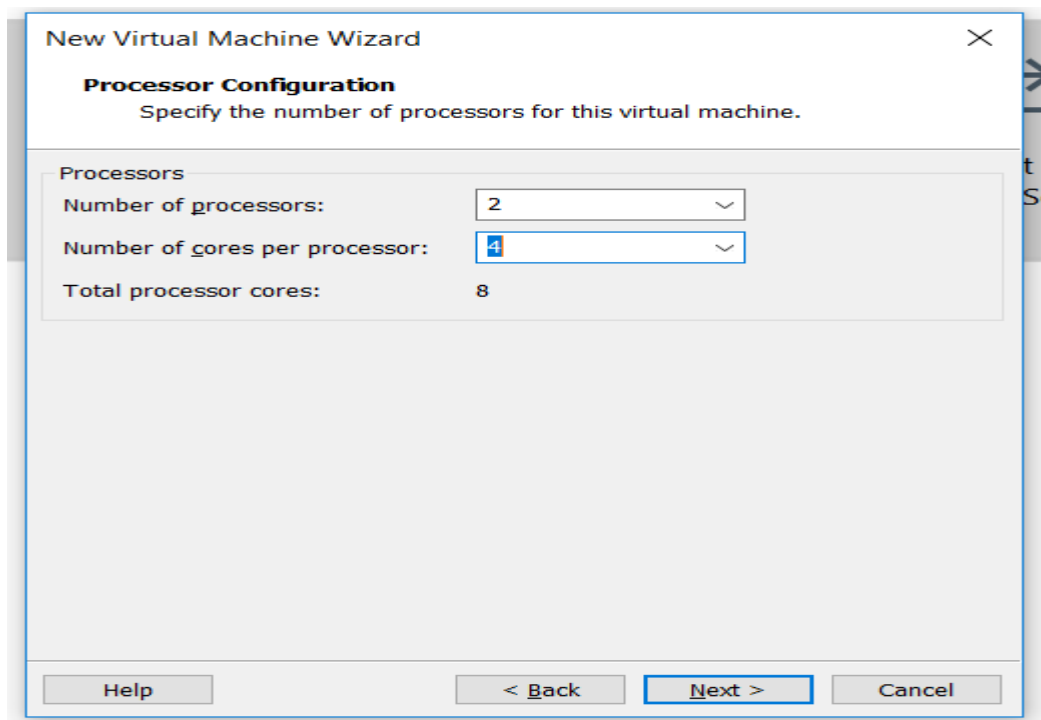 New Virtual Machine Wizard
Processor Configuration
Specify the number of processors for this virtual machine.
Processors
Number of processors: 2
Number of cores per processor: 4
Total processor cores: 8
Help < Back Next > Cancel